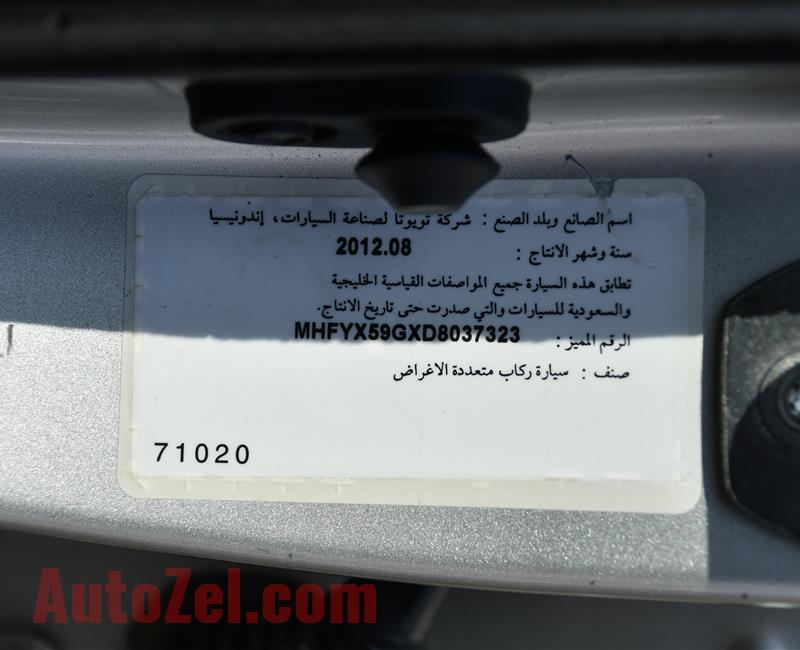 اسم الصانع وبلد الصنع : شركة تويوتا لصناعة السيارات، إندونيسيا
سنة وشهر الانتاج : 2012.08
تطابق هذه السيارة جميع المواصفات القياسية الخليجية
والسعودية للسيارات والتي صدرت حتى تاريخ الانتاج.
الرقم المميز : MHFYX59GXD8037323
صنف : سيارة ركاب متعددة الاغراض
71020
AutoZel.com